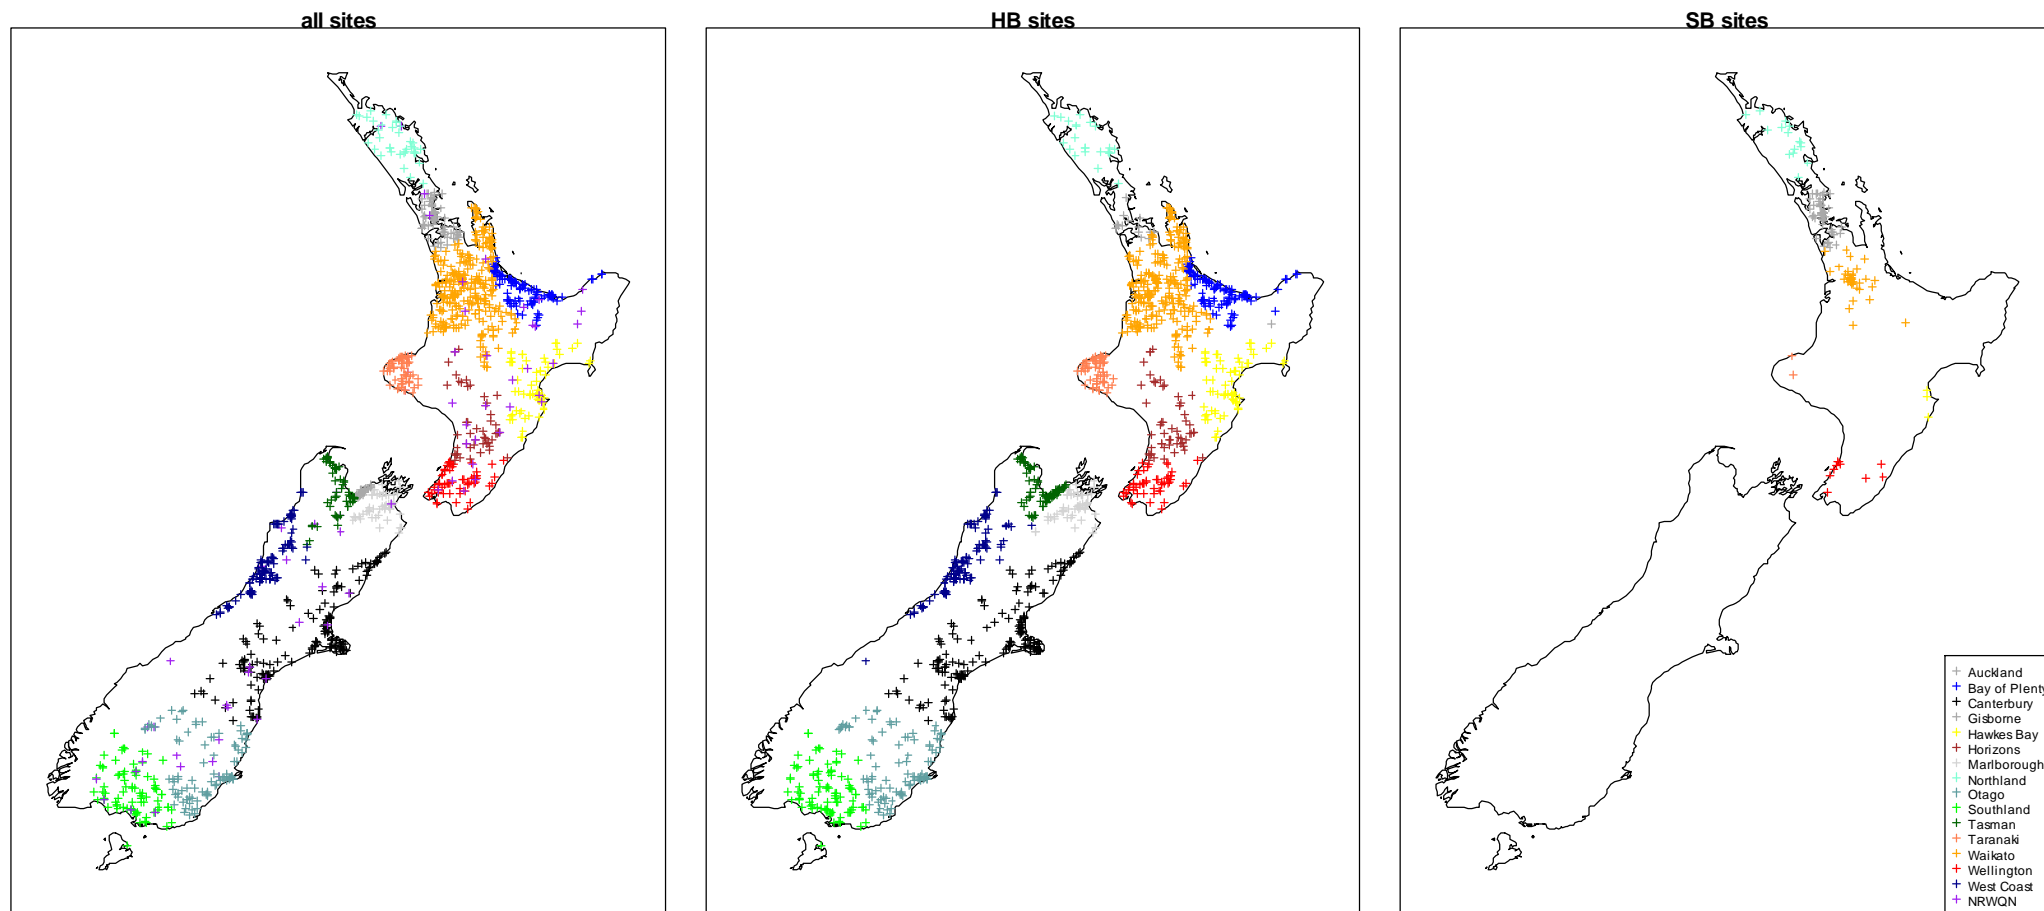 all sites
HB sites
SB sites
Auckland
Bay of Plenty
Canterbury
Gisborne
Hawkes Bay
Horizons
Marlborough
Northland
Otago
Southland
Tasman
Taranaki
Waikato
Wellington
West Coast
NRWQN